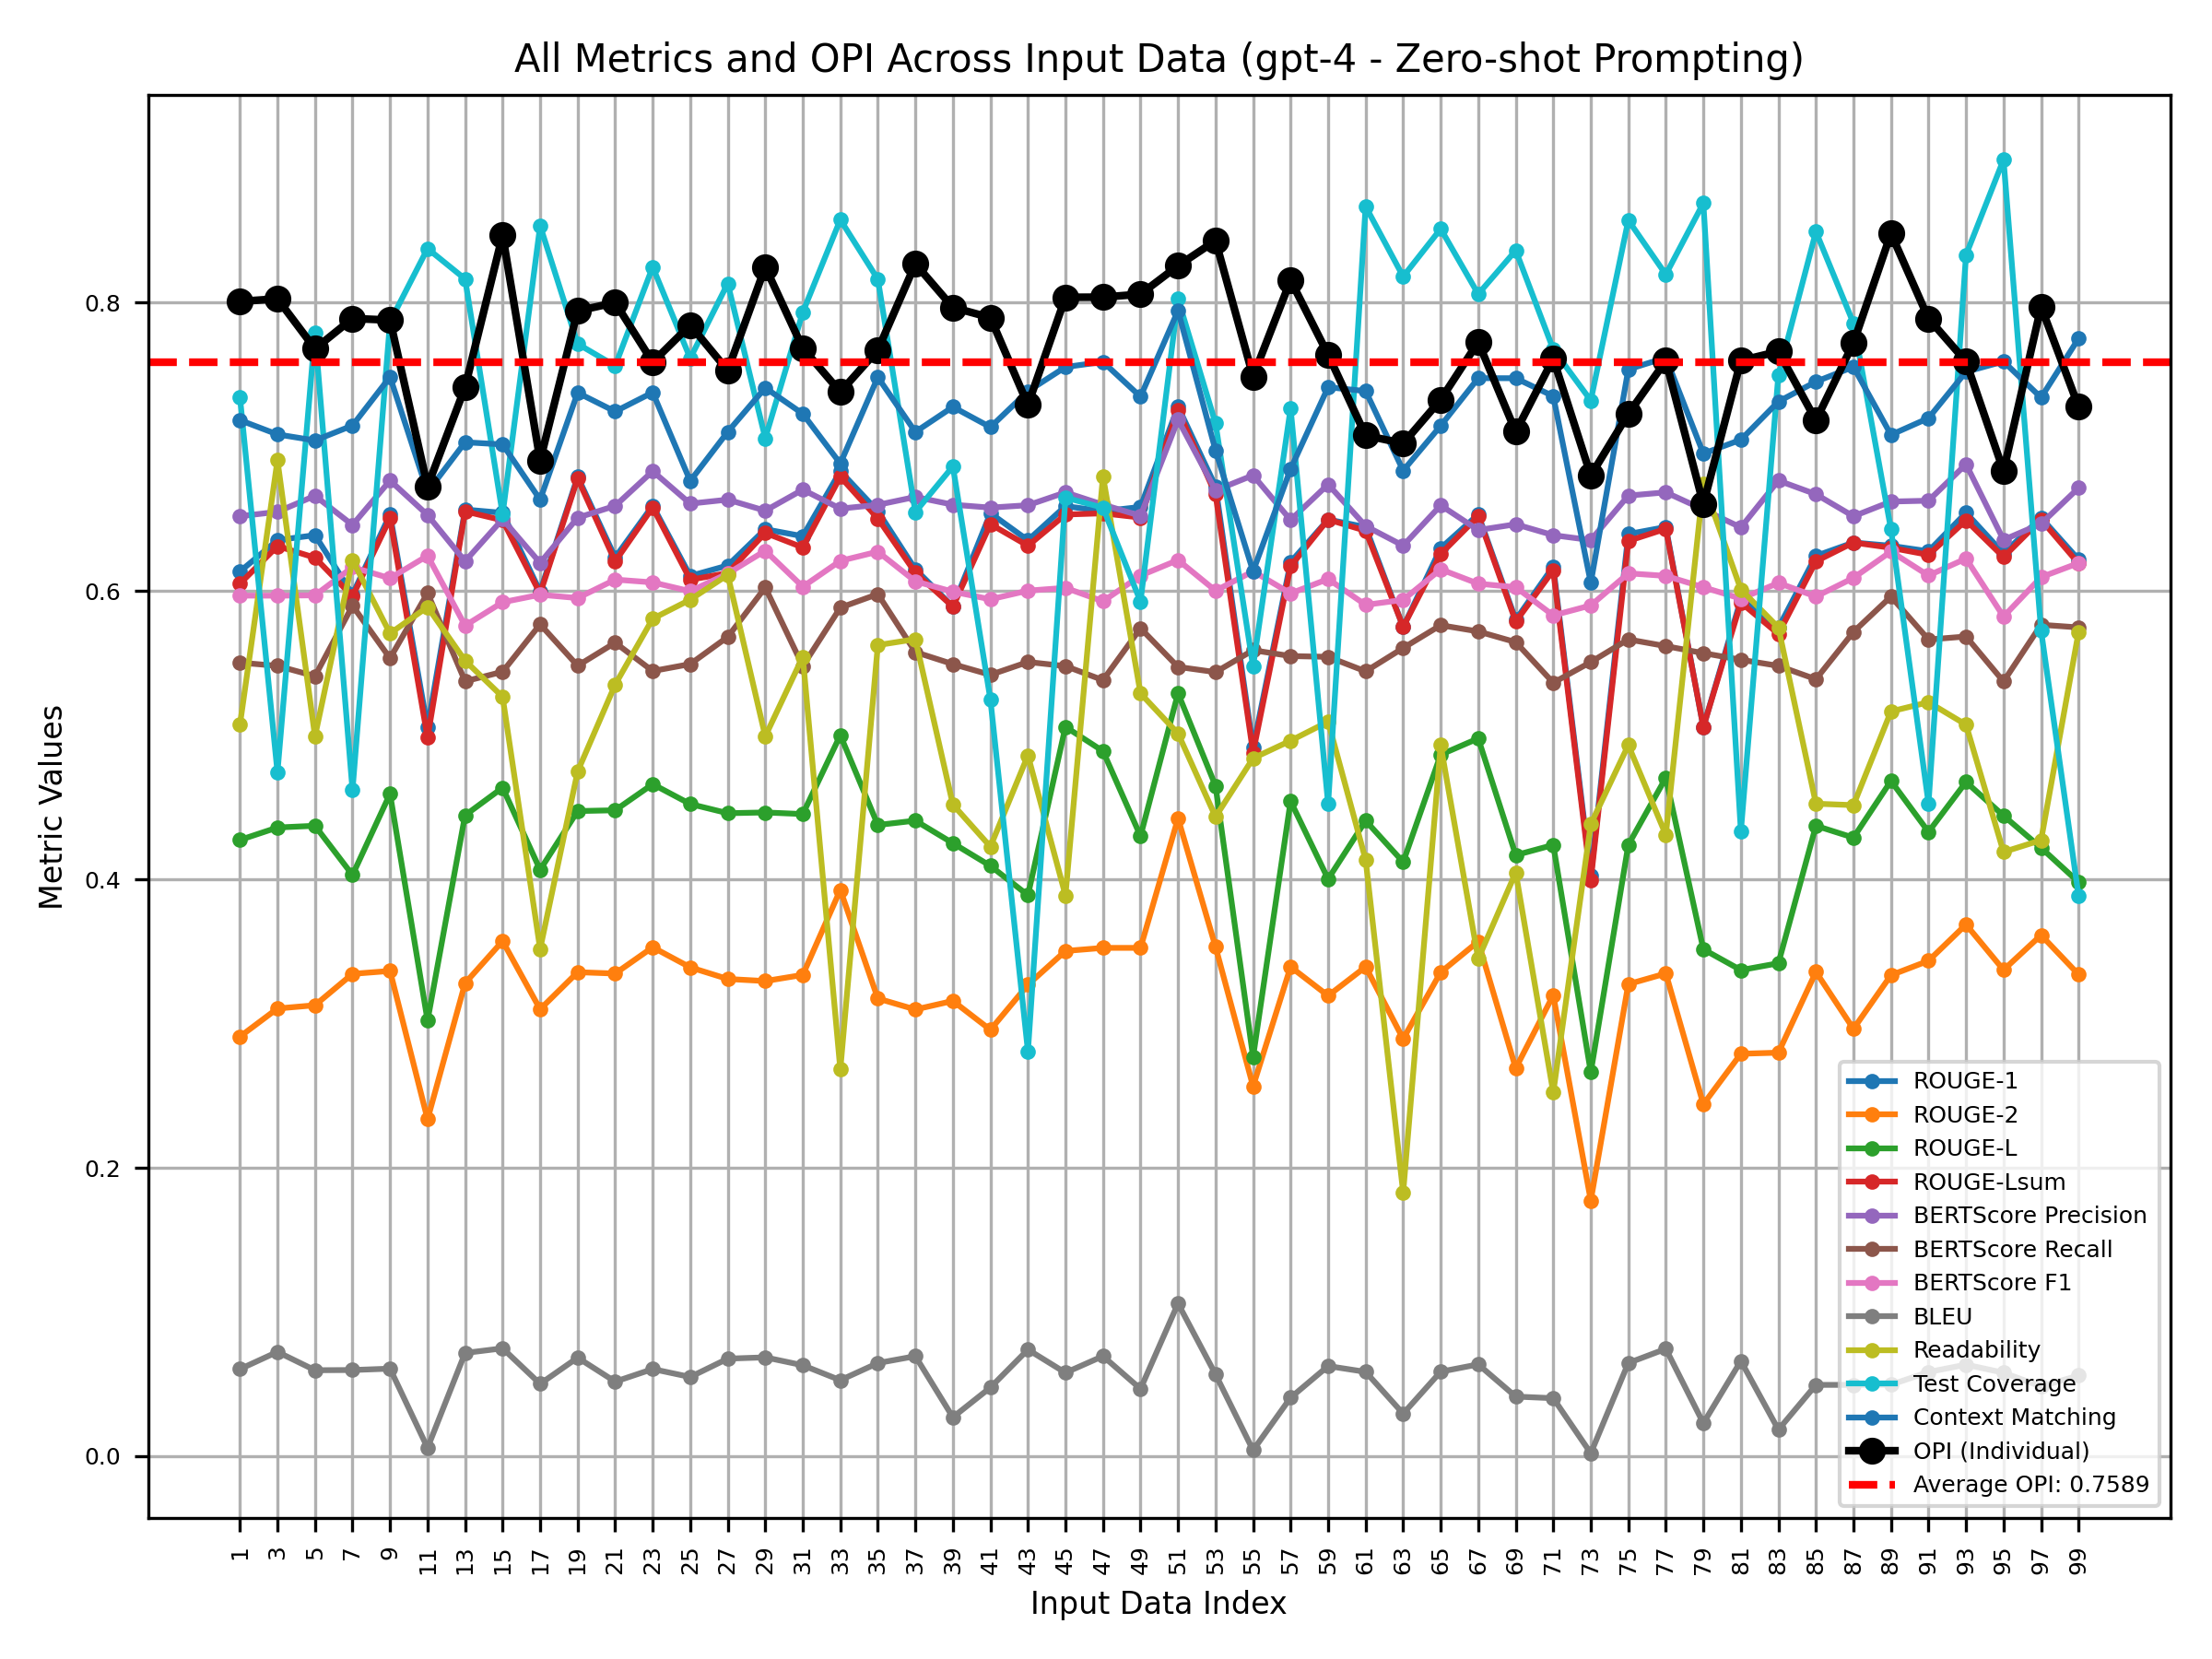 All Metrics and OPI Across Input Data (gpt-4 - Zero-shot Prompting)
Metric Values
0.8
0.6
0.4
0.2
0.0
ROUGE-1
ROUGE-2
ROUGE-L
ROUGE-Lsum
BERTScore Precision
BERTScore Recall
BERTScore F1
BLEU
Readability
Test Coverage
Context Matching
OPI (Individual)
Average OPI: 0.7589
1 3 5 7 9 11 13 15 17 19 21 23 25 27 29 31 33 35 37 39 41 43 45 47 49 51 53 55 57 59 61 63 65 67 69 71 73 75 77 79 81 83 85 87 89 91 93 95 97 99
Input Data Index